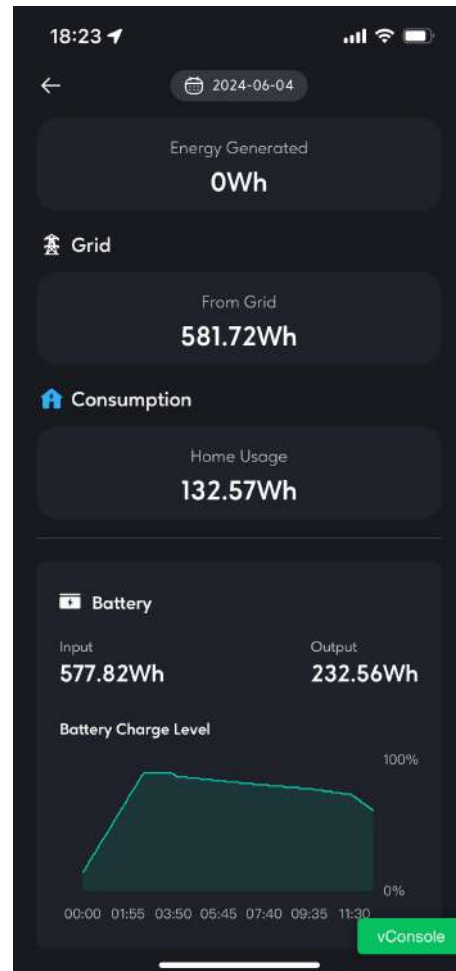 18:23
2024-06-04
Energy Generated
0Wh
Grid
From Grid
581.72Wh
Consumption
Home Usage
132.57Wh
Battery
Input Output
577.82Wh 232.56Wh
Battery Charge Level
100%
0%
00:00 01:55 03:50 05:45 07:40 09:35 11:30
vConsole